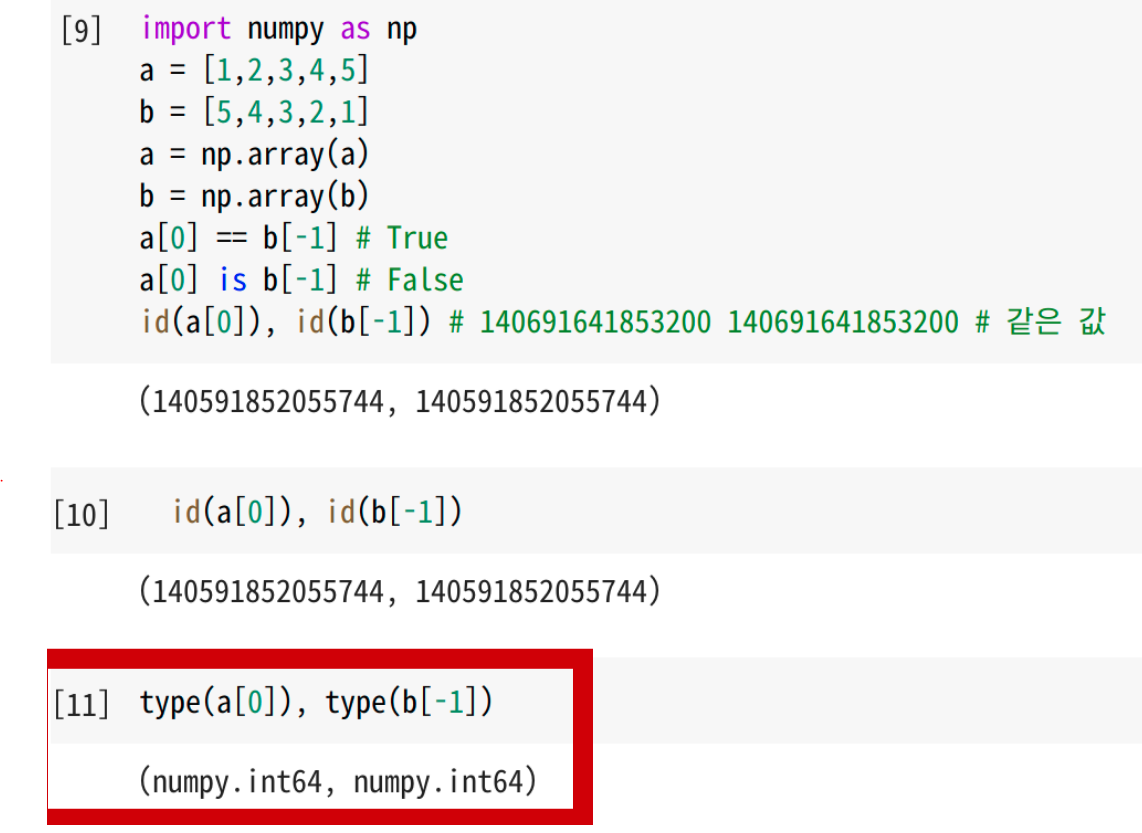 [9] import numpy as np
a = [1,2,3,4,5]
b = [5,4,3,2,1]
a = np.array(a)
b = np.array(b)
a[0] == b[-1] # True
a[0] is b[-1] # False
id(a[0]), id(b[-1]) # 140691641853200 140691641853200 # 같은 값
(140591852055744, 140591852055744)
[10] id(a[0]), id(b[-1])
(140591852055744, 140591852055744)
[11] type(a[0]), type(b[-1])
(numpy.int64, numpy.int64)